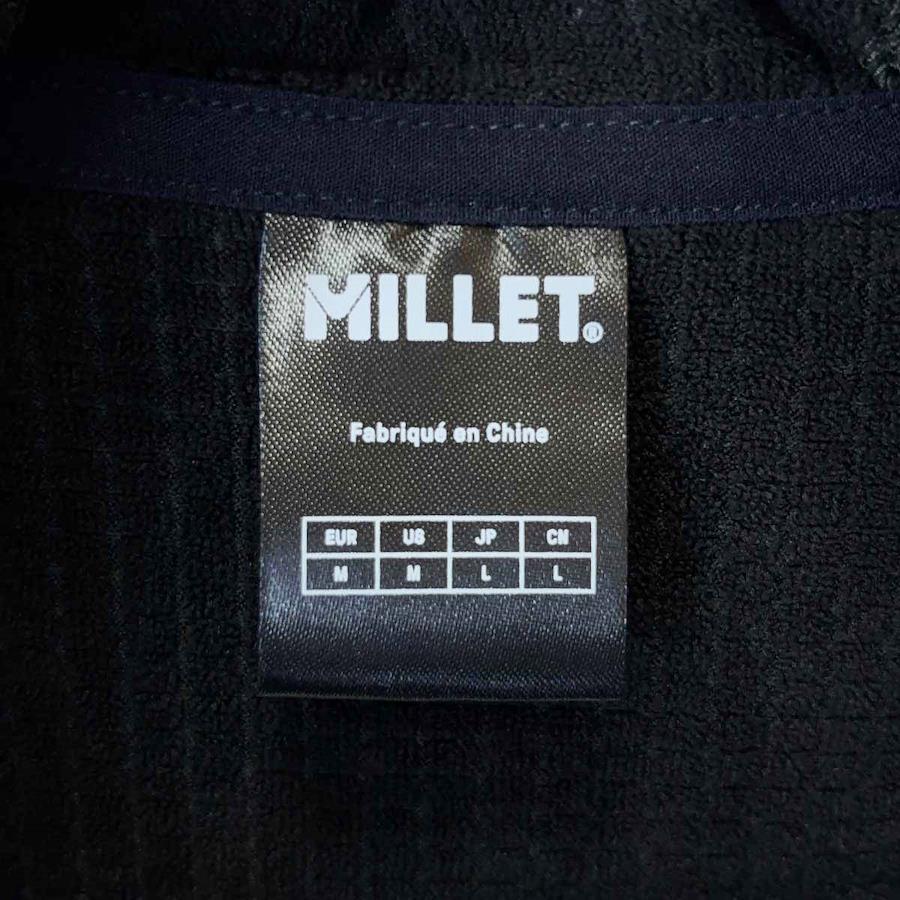 MILLET®
Fabriqué en Chine
EUR US JP CN
M M L L